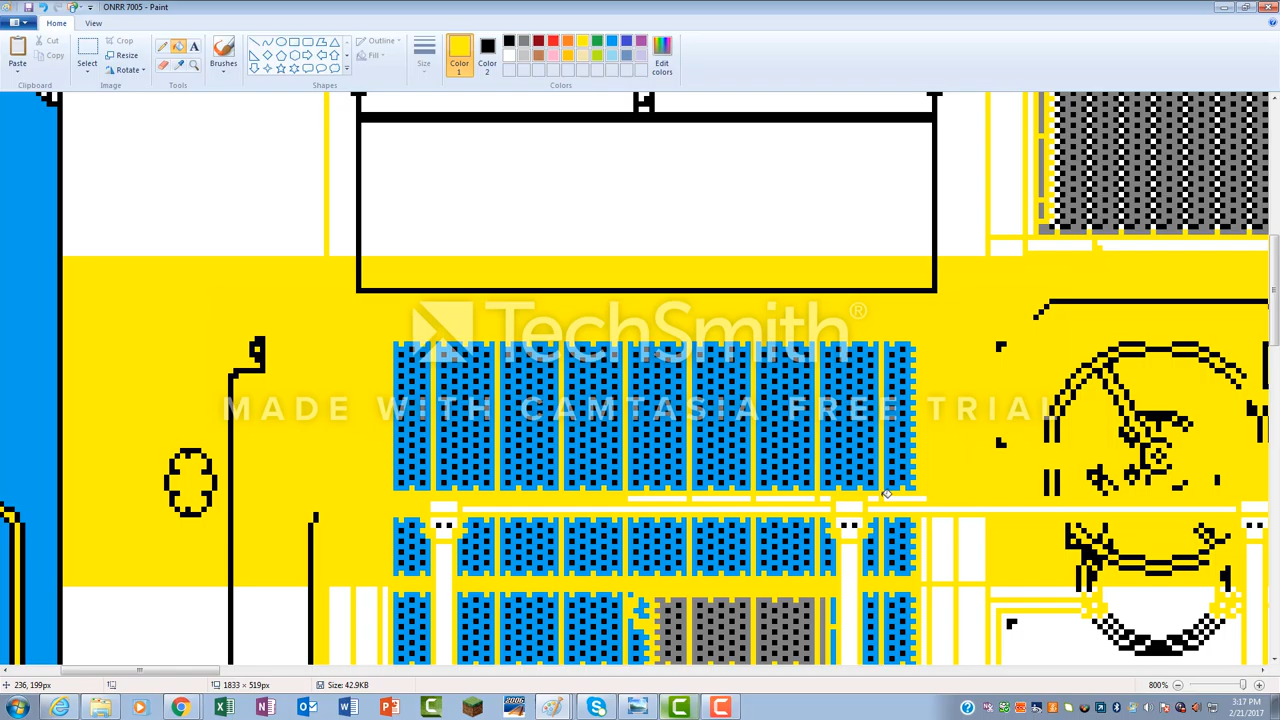 ONRR 7005 - Paint
Home
View
Paste
Cut
Copy
Clipboard
Select
Crop
Resize
Rotate
Image
A
Tools
Brushes
Outline
Fill
Shapes
Size
Color 1
Color 2
Edit colors
Colors
TechSmith®
MADE WITH CAMTASIA FREE TRIAL
236, 199px
1833 × 519px
Size: 42.9KB
800%
2006
3:17 PM
2/21/2017